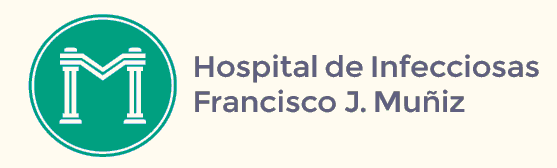 Hospital de Infecciosas
Francisco J. Muñiz